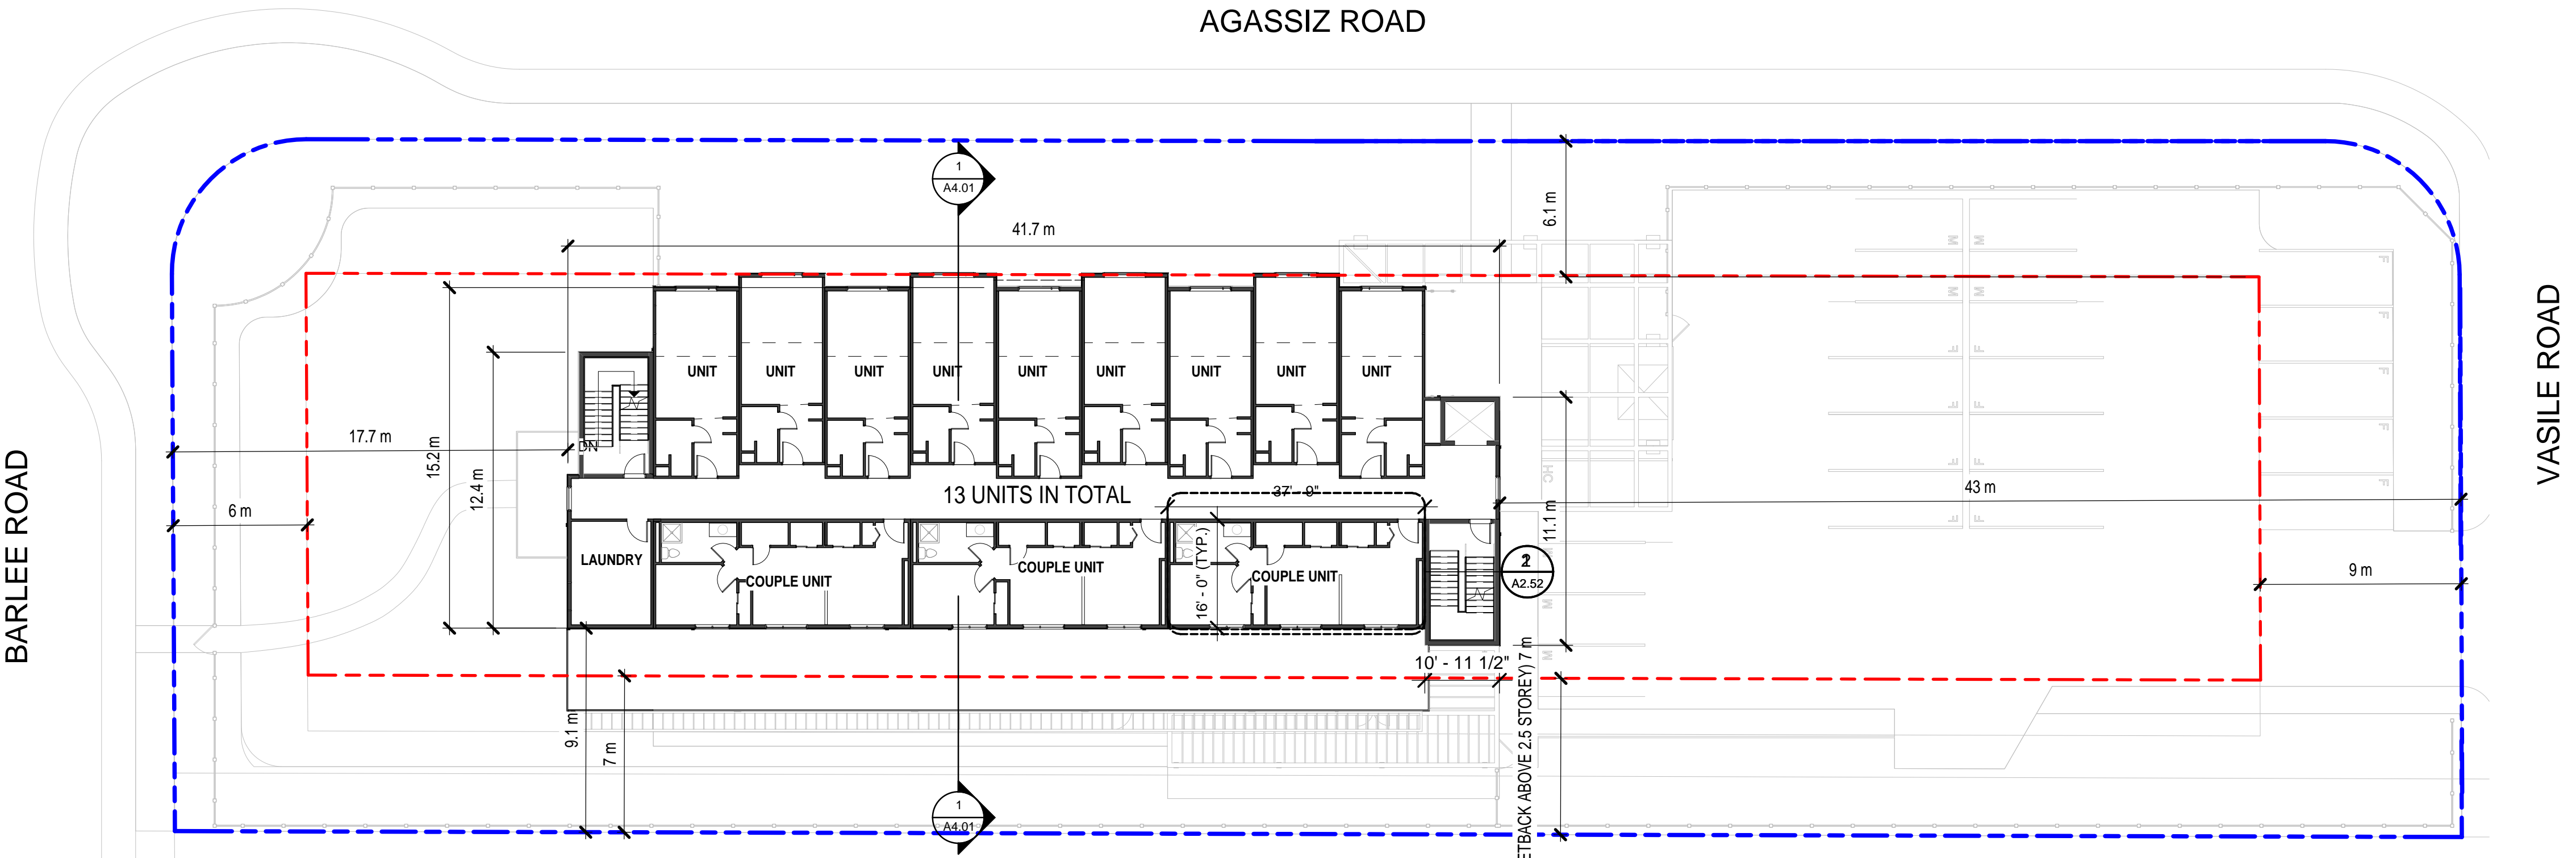 AGASSIZ ROAD
1
A4.01
6.1 m
41.7 m
VASILE ROAD
UNIT
UNIT
UNIT
UNIT
UNIT
UNIT
UNIT
UNIT
UNIT
17.7 m
15.2 m
12.4 m
DN
BARLEE ROAD
6 m
13 UNITS IN TOTAL
37' - 9"
HC
43 m
11.1 m
LAUNDRY
COUPLE UNIT
COUPLE UNIT
COUPLE UNIT
16' - 0" (TYP.)
A2.52
9 m
10' - 11 1/2"
ETBACK ABOVE 2.5 STOREY) 7 m
9.1 m
7 m
1
A4.01
M
M
M
M
F
F
F
F
F
F
F
F
F
F
F
F
F
M
M
M